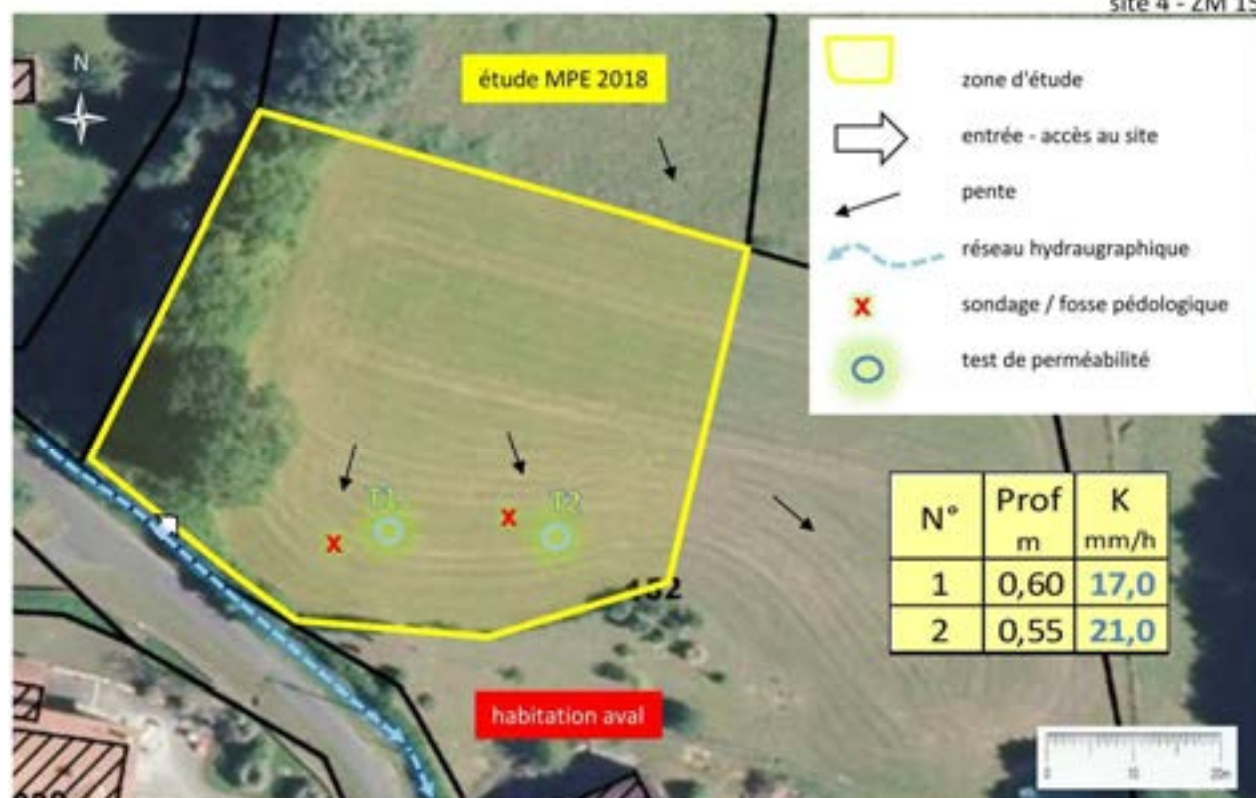 site 4 - ZM 15
N
étude MPE 2018
zone d'étude
entrée - accès au site
pente
réseau hydraugraphique
sondage / fosse pédologique
test de perméabilité
T1
T2
x
x
x
N° Prof m K mm/h
1 0,60 17,0
2 0,55 21,0
habitation aval
0 10 20m